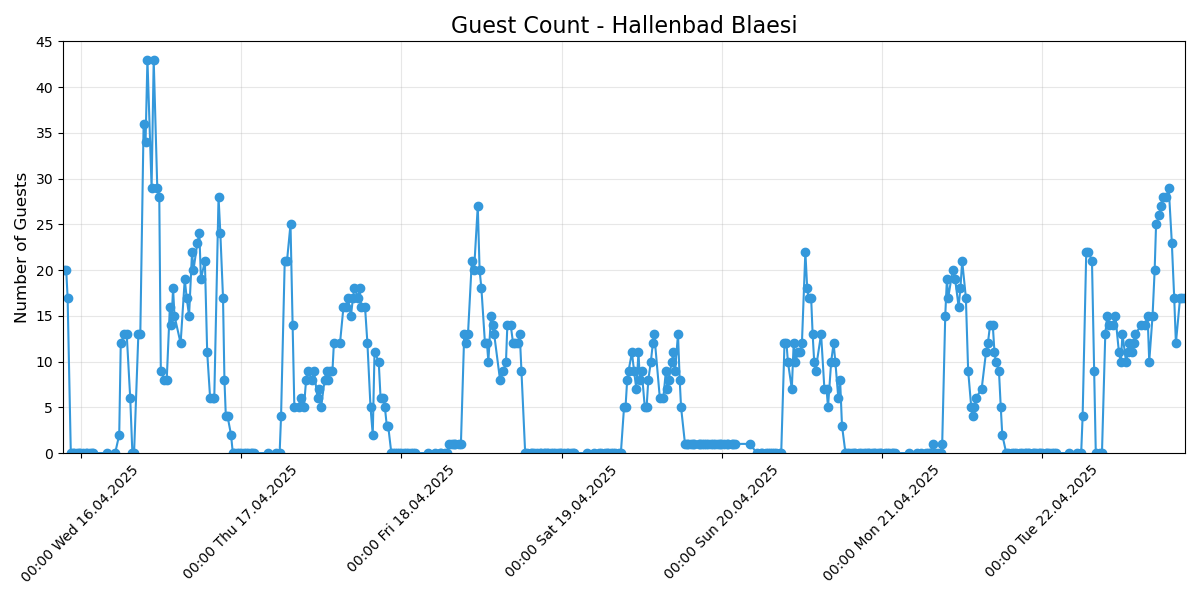 Guest Count - Hallenbad Blaesi
Number of Guests
45
40
35
30
25
20
15
10
5
0
00:00 Wed 16.04.2025
00:00 Thu 17.04.2025
00:00 Fri 18.04.2025
00:00 Sat 19.04.2025
00:00 Sun 20.04.2025
00:00 Mon 21.04.2025
00:00 Tue 22.04.2025